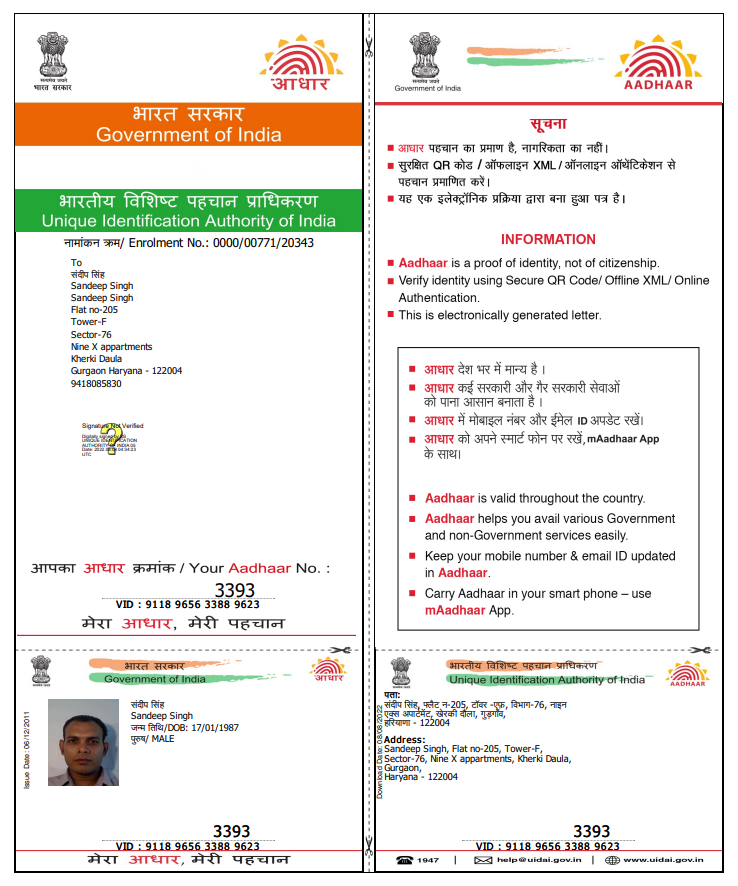 सत्यमेव जयते
भारत सरकार
आधार
भारत सरकार
Government of India
भारतीय विशिष्ट पहचान प्राधिकरण
Unique Identification Authority of India
नामांकन क्रम/ Enrolment No.: 0000/00771/20343
To
संदीप सिंह
Sandeep Singh
Sandeep Singh
Flat no-205
Tower-F
Sector-76
Nine X appartments
Kherki Daula
Gurgaon Haryana - 122004
9418085830
Signature Not Verified
Digitally signed by DS
UNIQUE IDENTIFICATION
AUTHORITY OF INDIA 05
UTC
आपका आधार क्रमांक / Your Aadhaar No. :
3393
VID : 9118 9656 3388 9623
मेरा आधार, मेरी पहचान
सत्यमेव जयते
Government of India
AADHAAR
सूचना
आधार पहचान का प्रमाण है, नागरिकता का नहीं।
सुरक्षित QR कोड / ऑफलाइन XML / ऑनलाइन ऑथेंटिकेशन से
पहचान प्रमाणित करें।
यह एक इलेक्ट्रॉनिक प्रक्रिया द्वारा बना हुआ पत्र है।
INFORMATION
Aadhaar is a proof of identity, not of citizenship.
Verify identity using Secure QR Code/ Offline XML/ Online
Authentication.
This is electronically generated letter.
आधार देश भर में मान्य है ।
आधार कई सरकारी और गैर सरकारी सेवाओं
को पाना आसान बनाता है ।
आधार में मोबाइल नंबर और ईमेल ID अपडेट रखें।
आधार को अपने स्मार्ट फोन पर रखें, mAadhaar App
के साथ।
Aadhaar is valid throughout the country.
Aadhaar helps you avail various Government
and non-Government services easily.
Keep your mobile number & email ID updated
in Aadhaar.
Carry Aadhaar in your smart phone – use
mAadhaar App.
भारत सरकार
Government of India
आधार
Issue Date: 06/12/2011
संदीप सिंह
Sandeep Singh
जन्म तिथि/DOB: 17/01/1987
पुरुष/ MALE
3393
VID : 9118 9656 3388 9623
मेरा आधार, मेरी पहचान
भारतीय विशिष्ट पहचान प्राधिकरण
Unique Identification Authority of India
AADHAAR
Download Date: 08/08/2022
पता:
संदीप सिंह, फ्लैट न-205, टॉवर -एफ, विभाग-76, नाइन
एक्स अपार्टमेंट, खेरकी दौला, गुड़गाँव,
हरियाणा - 122004
Address:
Sandeep Singh, Flat no-205, Tower-F,
Sector-76, Nine X appartments, Kherki Daula,
Gurgaon,
Haryana - 122004
3393
VID : 9118 9656 3388 9623
1947 | help@uidai.gov.in | www.uidai.gov.in